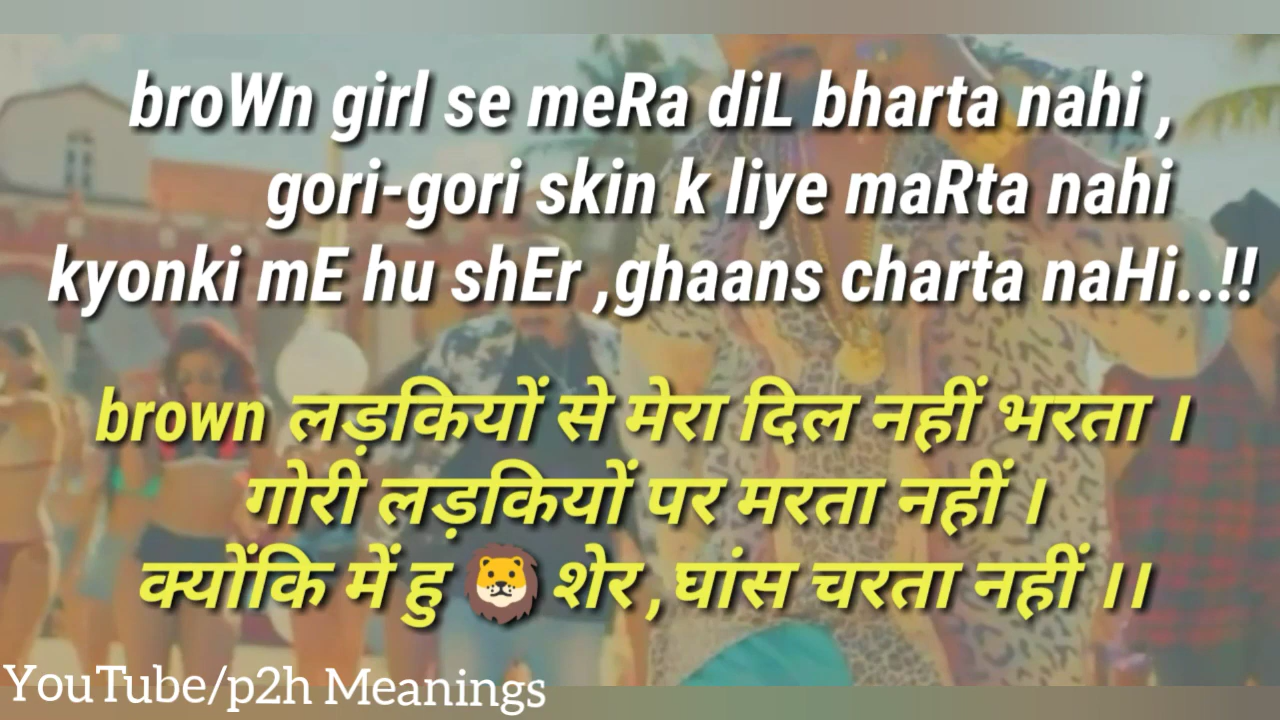 broWn girl se meRa diL bharta nahi ,
gori-gori skin k liye maRta nahi
kyonki mE hu shEr ,ghaans charta naHi..!!
brown लड़कियों से मेरा दिल नहीं भरता ।
गोरी लड़कियों पर मरता नहीं ।
क्योंकि में हु 🦁 शेर ,घांस चरता नहीं ।।
YouTube/p2h Meanings